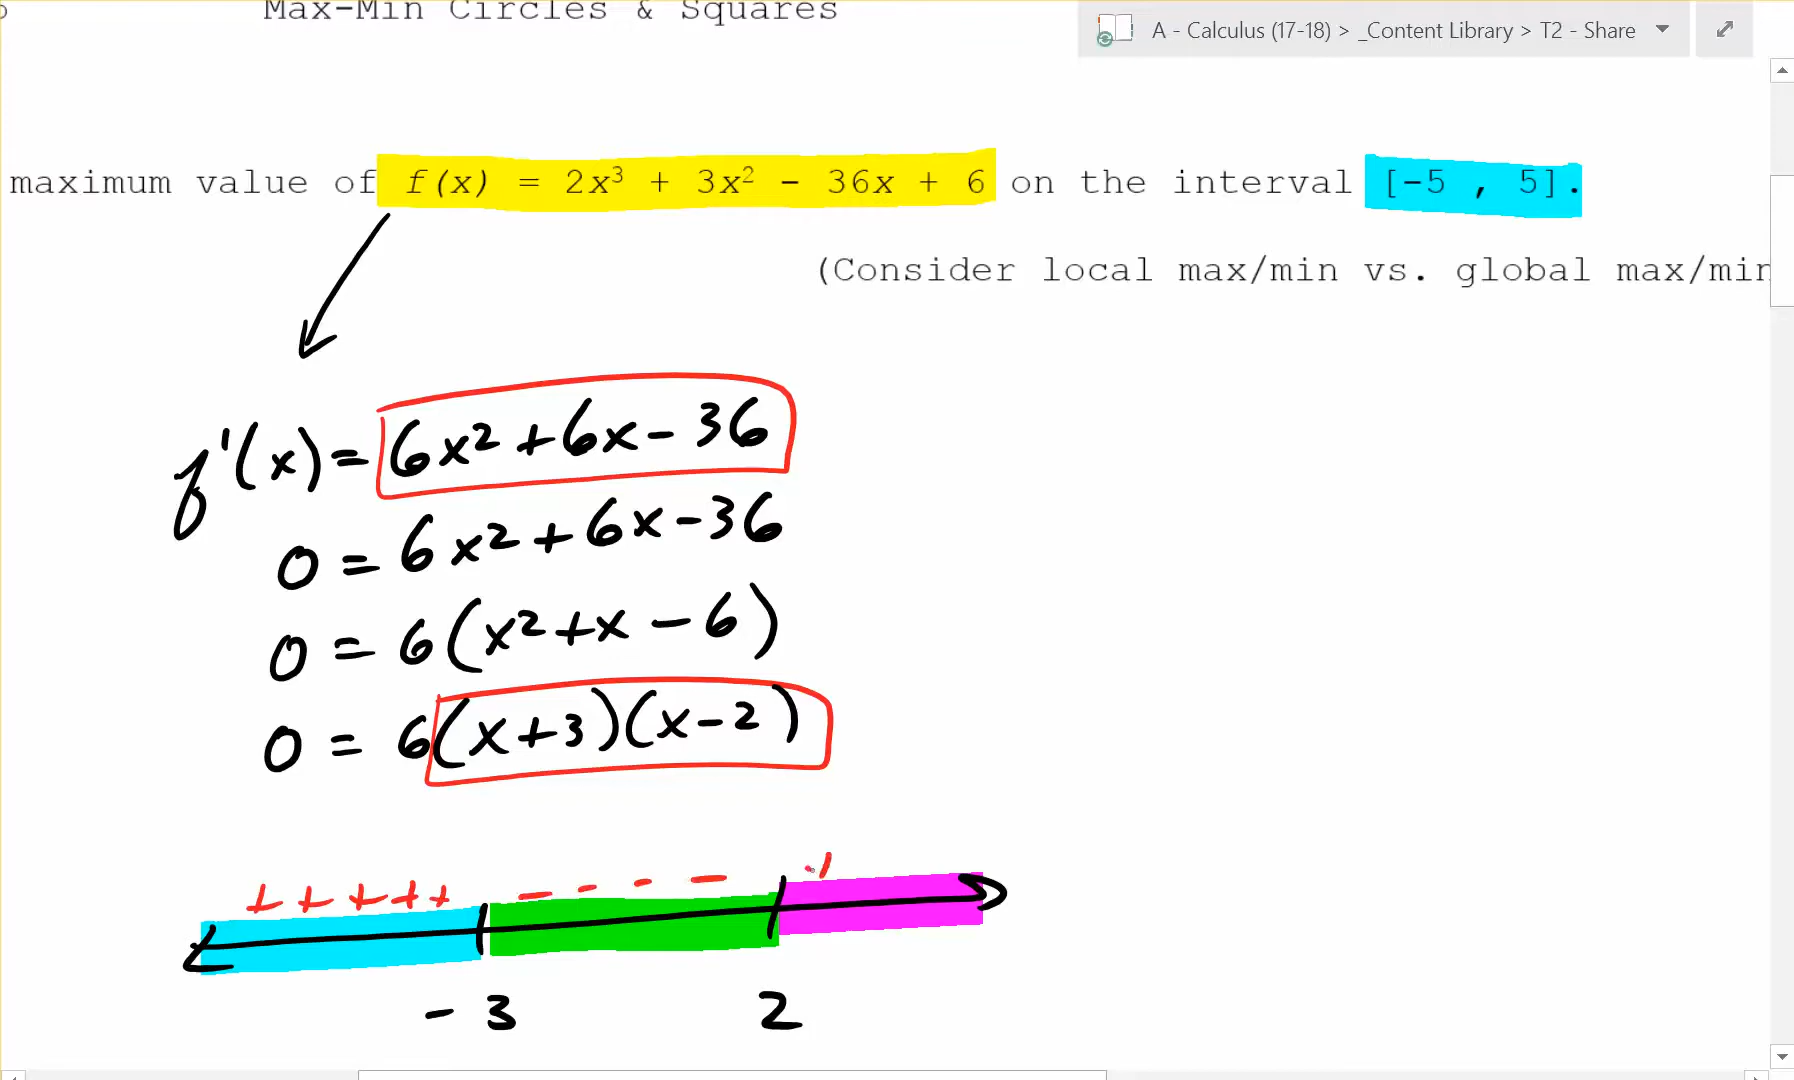 Max-Min Circles & Squares
A - Calculus (17-18) > _Content Library > T2 - Share
maximum value of f(x) = 2x³ + 3x² - 36x + 6 on the interval [-5 , 5].
(Consider local max/min vs. global max/min
f'(x) = 6x² + 6x - 36
0 = 6x² + 6x - 36
0 = 6(x² + x - 6)
0 = 6(x+3)(x-2)
+ + + + + - - - -
-3 2